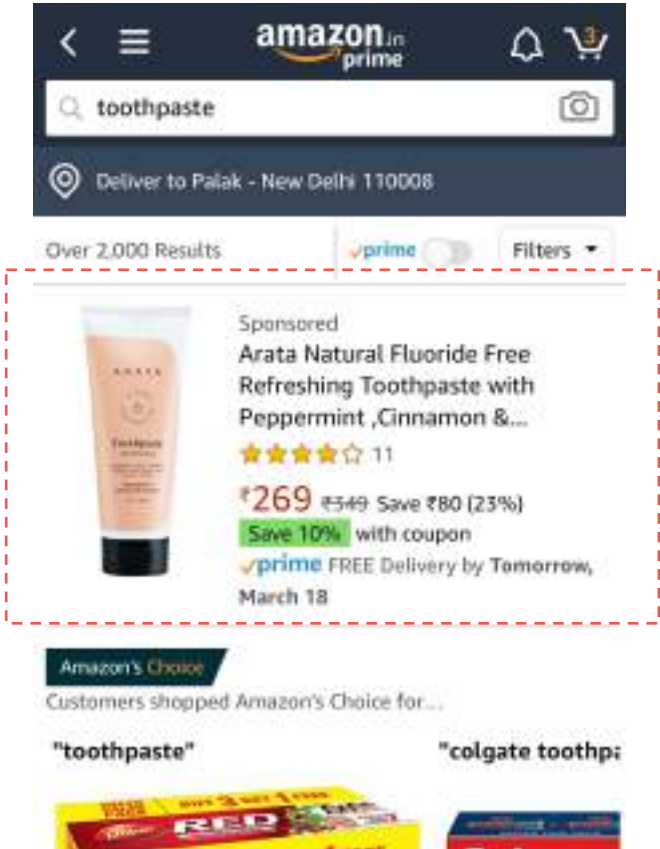 amazon.in
prime
3
toothpaste
Deliver to Palak - New Delhi 110008
Over 2,000 Results
prime
Filters
Sponsored
Arata Natural Fluoride Free
Refreshing Toothpaste with
Peppermint ,Cinnamon &...
11
₹269 ₹349 Save ₹80 (23%)
Save 10% with coupon
prime FREE Delivery by Tomorrow,
March 18
ARATA
Toothpaste
Amazon's Choice
Customers shopped Amazon's Choice for...
"toothpaste"
"colgate toothpa
RED